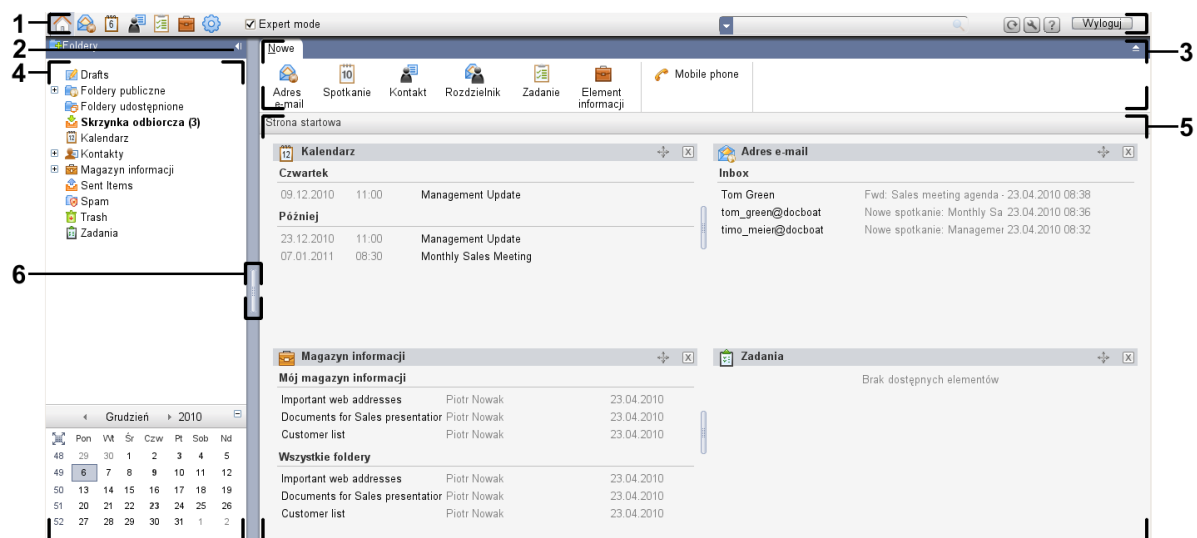 1
6
Expert mode
?
Wyloguj
2
Foldery
Nowe
3
4
Drafts
Foldery publiczne
Foldery udostępnione
Skrzynka odbiorcza (3)
Kalendarz
Kontakty
Magazyn informacji
Sent Items
Spam
Trash
Zadania
Adres e-mail
10
Spotkanie
Kontakt
Rozdzielnik
Zadanie
Element informacji
Mobile phone
Strona startowa
5
12
Kalendarz
X
Czwartek
09.12.2010 11:00 Management Update
Później
23.12.2010 11:00 Management Update
07.01.2011 08:30 Monthly Sales Meeting
Adres e-mail
X
Inbox
Tom Green Fwd: Sales meeting agenda - 23.04.2010 08:38
tom_green@docboat Nowe spotkanie: Monthly Sa 23.04.2010 08:36
timo_meier@docboat Nowe spotkanie: Managemer 23.04.2010 08:32
6
Magazyn informacji
X
Mój magazyn informacji
Important web addresses Piotr Nowak 23.04.2010
Documents for Sales presentation Piotr Nowak 23.04.2010
Customer list Piotr Nowak 23.04.2010
Wszystkie foldery
Important web addresses Piotr Nowak 23.04.2010
Documents for Sales presentation Piotr Nowak 23.04.2010
Customer list Piotr Nowak 23.04.2010
Zadania
X
Brak dostępnych elementów
Grudzień 2010
Pon Wt Śr Czw Pt Sob Nd
48 29 30 1 2 3 4 5
49 6 7 8 9 10 11 12
50 13 14 15 16 17 18 19
51 20 21 22 23 24 25 26
52 27 28 29 30 31 1 2